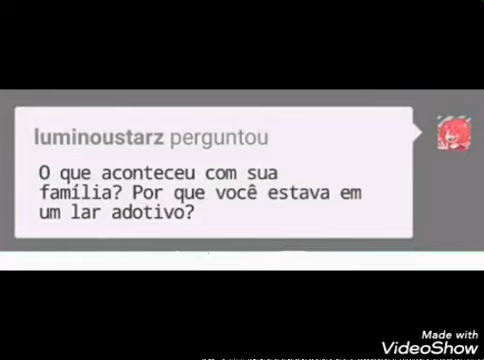 luminoustarz perguntou
O que aconteceu com sua
família? Por que você estava em
um lar adotivo?
Made with
VideoShow